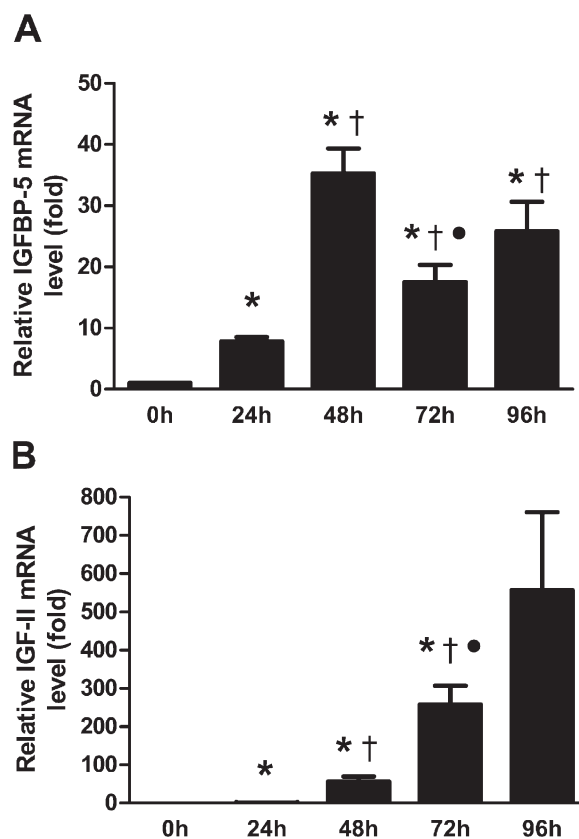 A
Relative IGFBP-5 mRNA
level (fold)
50
40
30
20
10
0
* †
* †
* † •
*
0h 24h 48h 72h 96h
B
Relative IGF-II mRNA
level (fold)
800
700
600
500
400
300
200
100
0
* † •
* †
*
0h 24h 48h 72h 96h